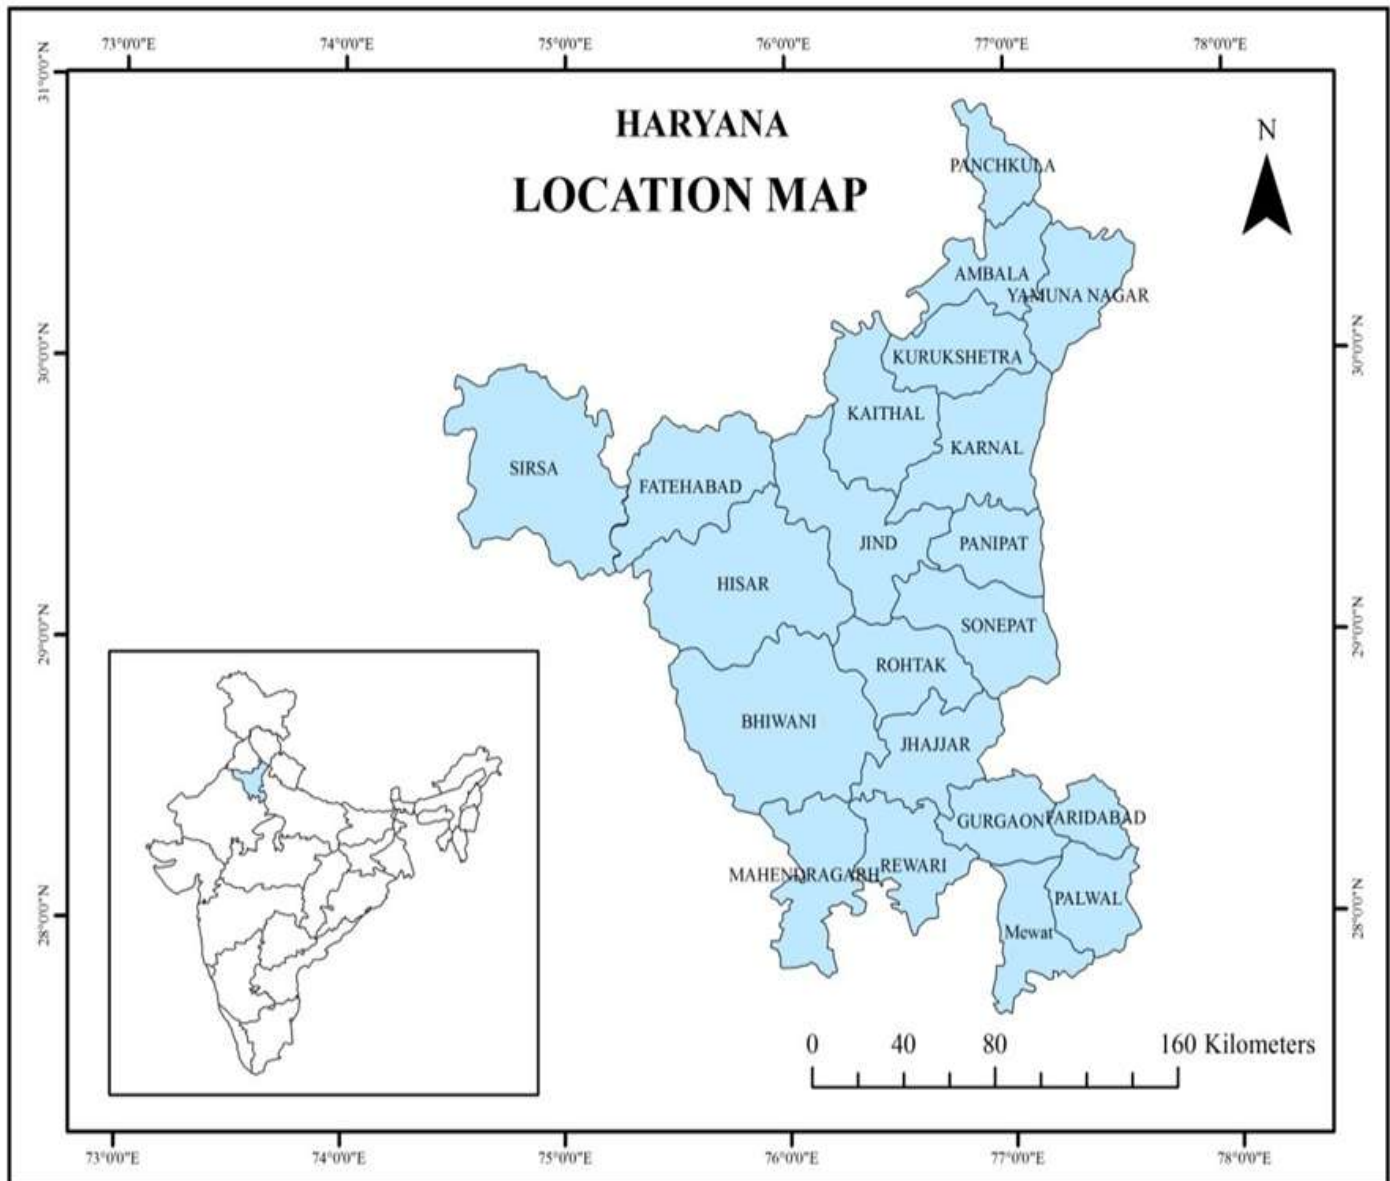 73°0'0"E 74°0'0"E 75°0'0"E 76°0'0"E 77°0'0"E 78°0'0"E
31°0'0"N
HARYANA
LOCATION MAP
N
PANCHKULA
AMBALA
YAMUNA NAGAR
30°0'0"N
30°0'0"N
KURUKSHETRA
KAITHAL
KARNAL
SIRSA
FATEHABAD
JIND
PANIPAT
HISAR
29°0'0"N
29°0'0"N
SONEPAT
ROHTAK
BHIWANI
JHAJJAR
GURGAON
FARIDABAD
MAHENDRAGARH
REWARI
PALWAL
28°0'0"N
28°0'0"N
Mewat
0 40 80 160 Kilometers
73°0'0"E 74°0'0"E 75°0'0"E 76°0'0"E 77°0'0"E 78°0'0"E